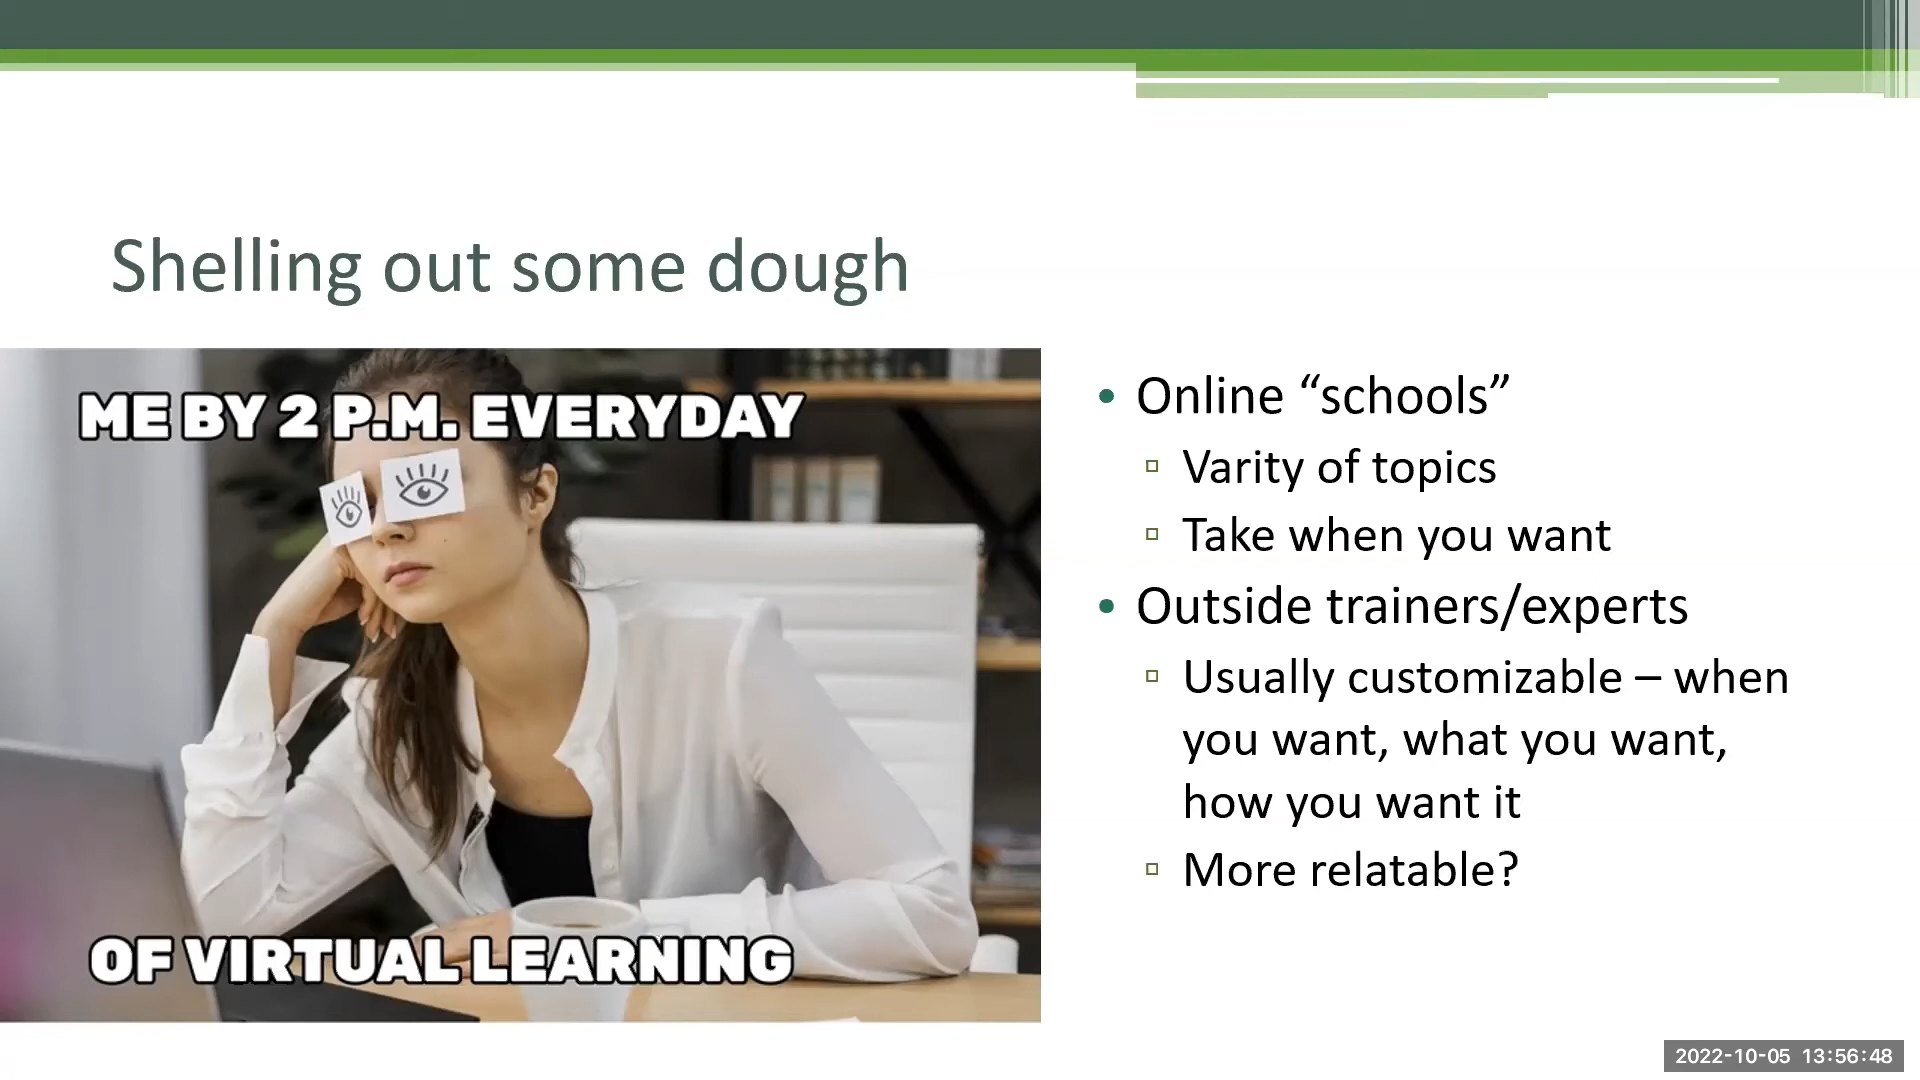 Shelling out some dough
ME BY 2 P.M. EVERYDAY
OF VIRTUAL LEARNING
• Online “schools”
▫ Varity of topics
▫ Take when you want
• Outside trainers/experts
▫ Usually customizable – when
you want, what you want,
how you want it
▫ More relatable?
2022-10-05 13:56:48